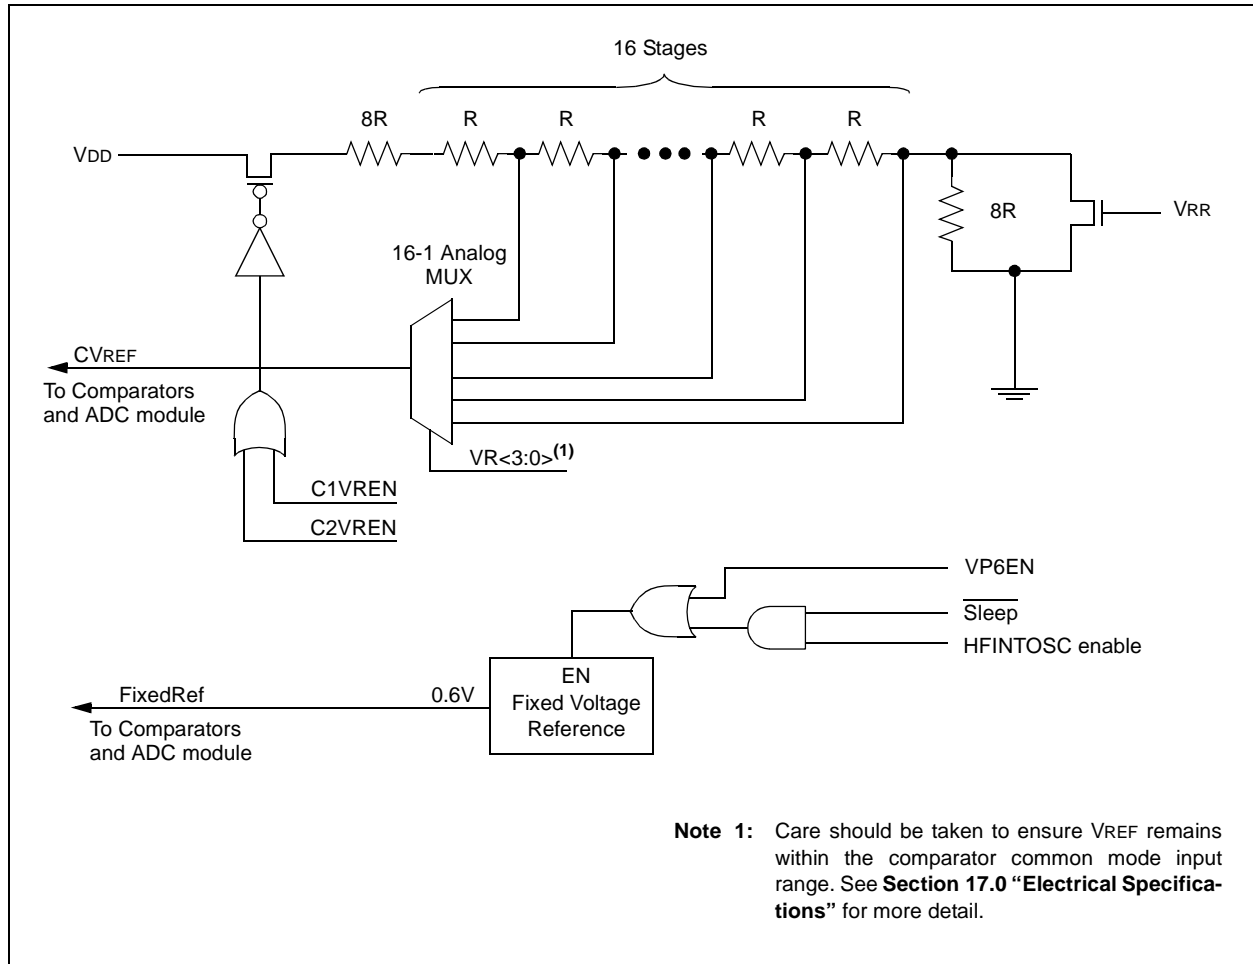 16 Stages
8R R R R R
VDD
8R
VRR
16-1 Analog
MUX
CVREF
To Comparators
and ADC module
VR<3:0>(1)
C1VREN
C2VREN
VP6EN
Sleep
HFINTOSC enable
EN
FixedRef 0.6V Fixed Voltage
Reference
To Comparators
and ADC module
Note 1: Care should be taken to ensure VREF remains
within the comparator common mode input
range. See Section 17.0 “Electrical Specifica-
tions” for more detail.